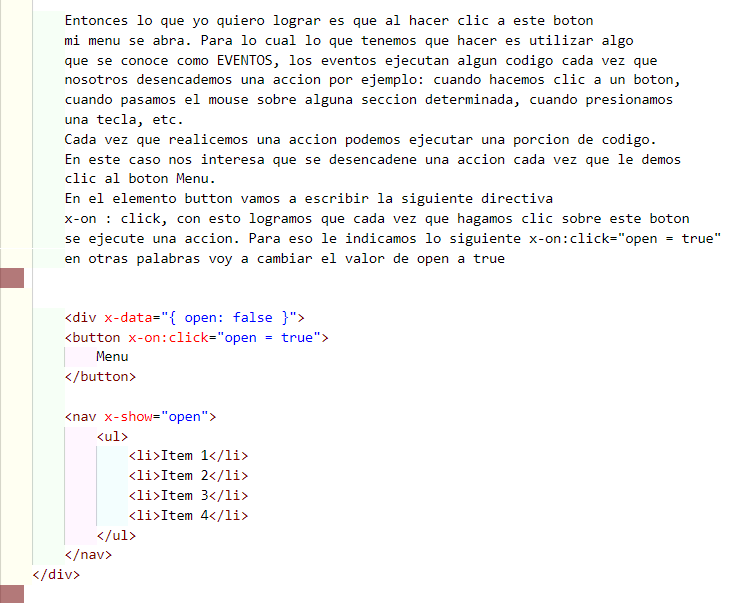 Entonces lo que yo quiero lograr es que al hacer clic a este boton
mi menu se abra. Para lo cual lo que tenemos que hacer es utilizar algo
que se conoce como EVENTOS, los eventos ejecutan algun codigo cada vez que
nosotros desencademos una accion por ejemplo: cuando hacemos clic a un boton,
cuando pasamos el mouse sobre alguna seccion determinada, cuando presionamos
una tecla, etc.
Cada vez que realicemos una accion podemos ejecutar una porcion de codigo.
En este caso nos interesa que se desencadene una accion cada vez que le demos
clic al boton Menu.
En el elemento button vamos a escribir la siguiente directiva
x-on : click, con esto logramos que cada vez que hagamos clic sobre este boton
se ejecute una accion. Para eso le indicamos lo siguiente x-on:click="open = true"
en otras palabras voy a cambiar el valor de open a true
<div x-data="{ open: false }">
<button x-on:click="open = true">
Menu
</button>
<nav x-show="open">
<ul>
<li>Item 1</li>
<li>Item 2</li>
<li>Item 3</li>
<li>Item 4</li>
</ul>
</nav>
</div>